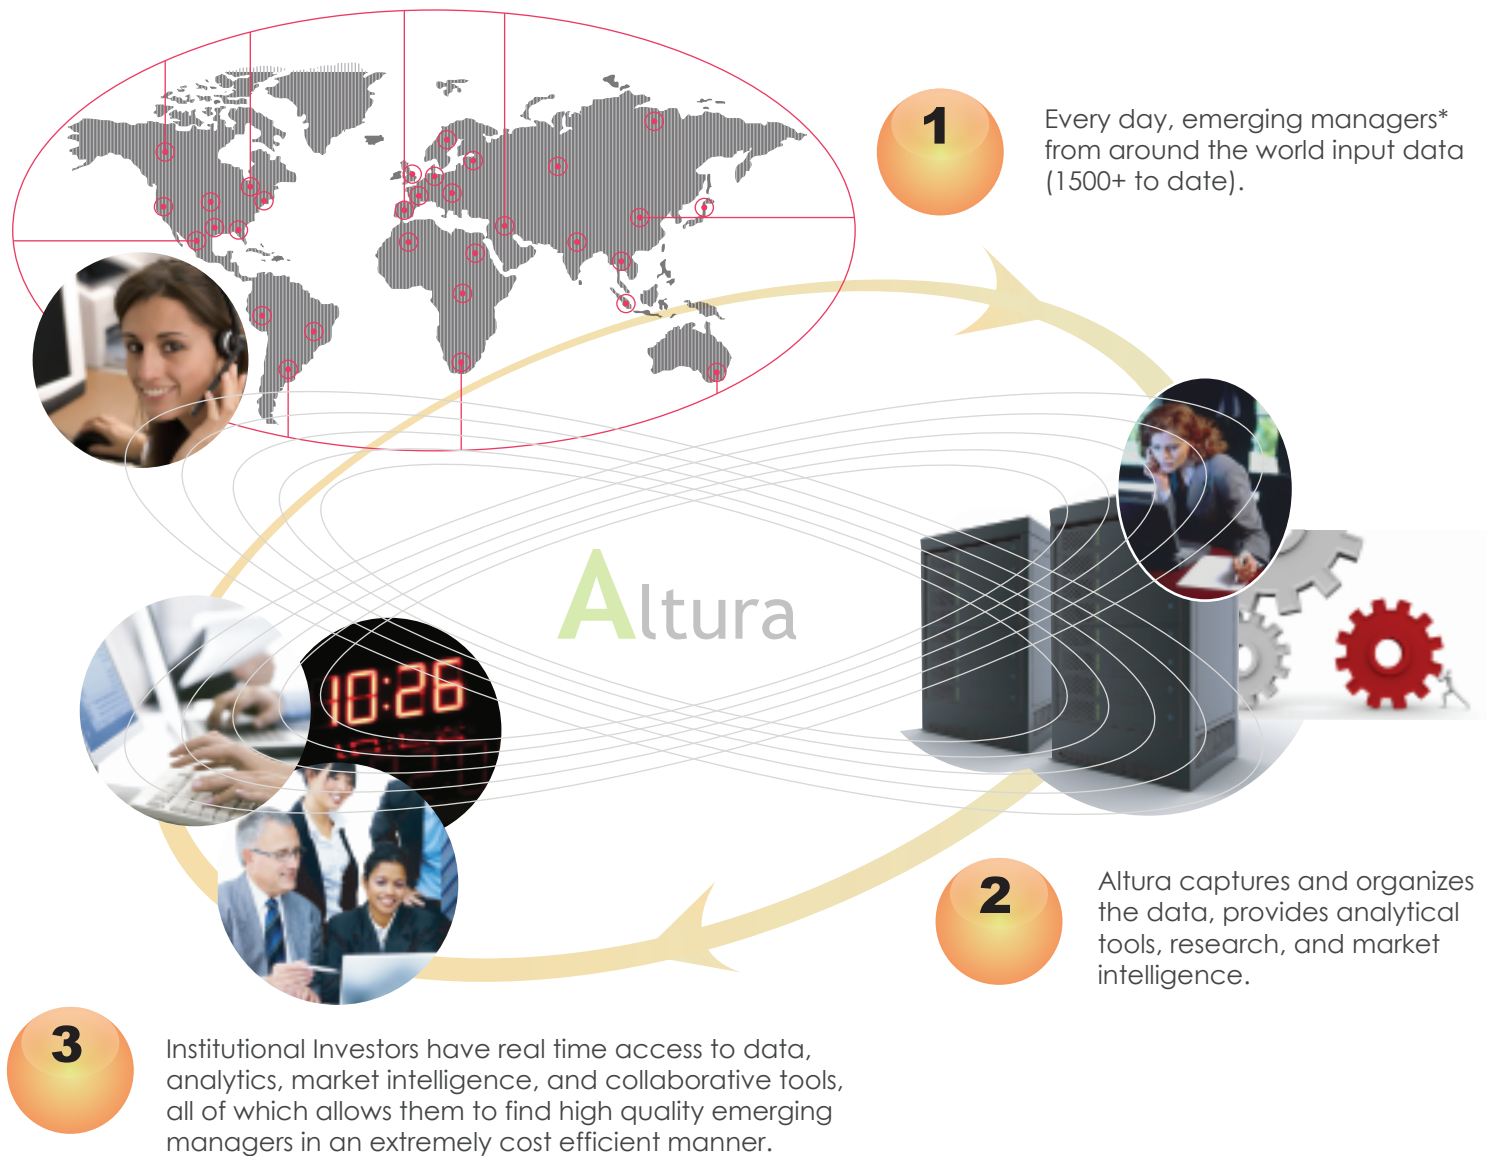 1
Every day, emerging managers*
from around the world input data
(1500+ to date).
Altura
10:26
2
Altura captures and organizes
the data, provides analytical
tools, research, and market
intelligence.
3
Institutional Investors have real time access to data,
analytics, market intelligence, and collaborative tools,
all of which allows them to find high quality emerging
managers in an extremely cost efficient manner.